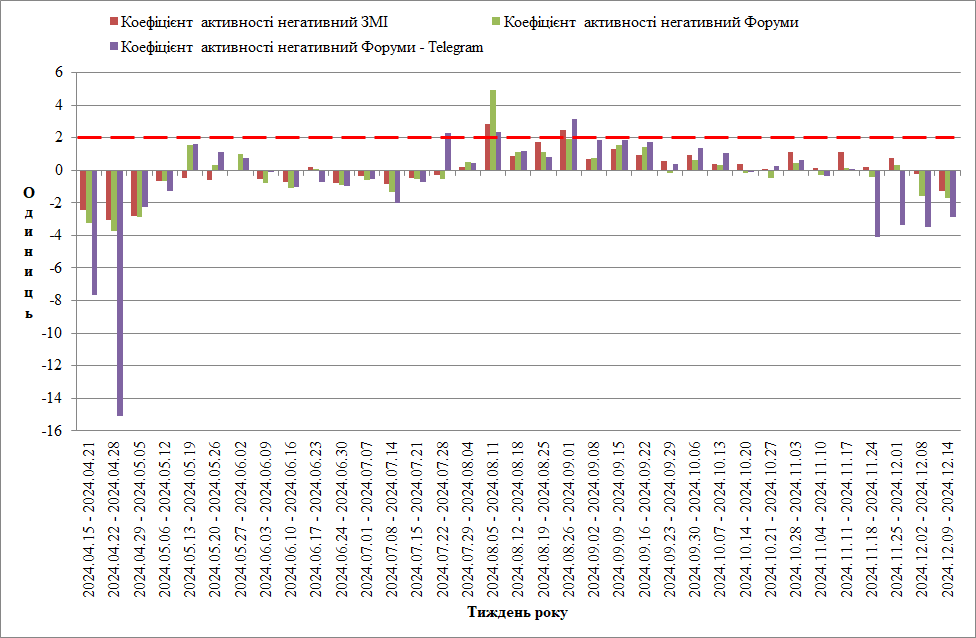 Коефіцієнт активності негативний ЗМІ
Коефіцієнт активності негативний Форуми
Коефіцієнт активності негативний Форуми - Telegram
6
4
2
0
-2
-4
-6
-8
-10
-12
-14
-16
Одиниць
2024.04.15 - 2024.04.21
2024.04.22 - 2024.04.28
2024.04.29 - 2024.05.05
2024.05.06 - 2024.05.12
2024.05.13 - 2024.05.19
2024.05.20 - 2024.05.26
2024.05.27 - 2024.06.02
2024.06.03 - 2024.06.09
2024.06.10 - 2024.06.16
2024.06.17 - 2024.06.23
2024.06.24 - 2024.06.30
2024.07.01 - 2024.07.07
2024.07.08 - 2024.07.14
2024.07.15 - 2024.07.21
2024.07.22 - 2024.07.28
2024.07.29 - 2024.08.04
2024.08.05 - 2024.08.11
2024.08.12 - 2024.08.18
2024.08.19 - 2024.08.25
2024.08.26 - 2024.09.01
2024.09.02 - 2024.09.08
2024.09.09 - 2024.09.15
2024.09.16 - 2024.09.22
2024.09.23 - 2024.09.29
2024.09.30 - 2024.10.06
2024.10.07 - 2024.10.13
2024.10.14 - 2024.10.20
2024.10.21 - 2024.10.27
2024.10.28 - 2024.11.03
2024.11.04 - 2024.11.10
2024.11.11 - 2024.11.17
2024.11.18 - 2024.11.24
2024.11.25 - 2024.12.01
2024.12.02 - 2024.12.08
2024.12.09 - 2024.12.14
Тиждень року